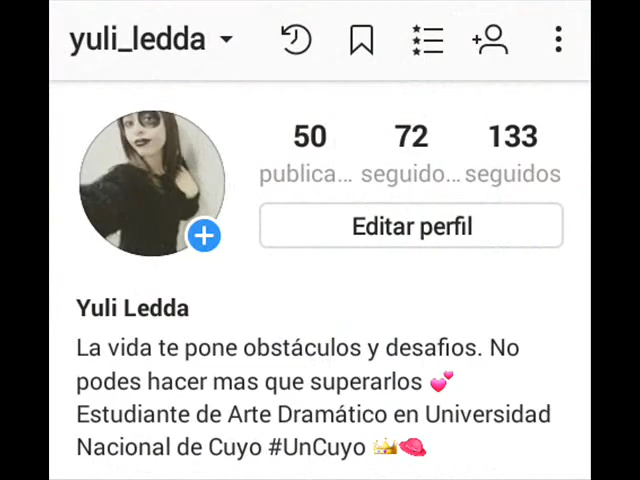 yuli_ledda
50 72 133
publica... seguido... seguidos
Editar perfil
Yuli Ledda
La vida te pone obstáculos y desafios. No
podes hacer mas que superarlos 💕
Estudiante de Arte Dramático en Universidad
Nacional de Cuyo #UnCuyo 👑👒